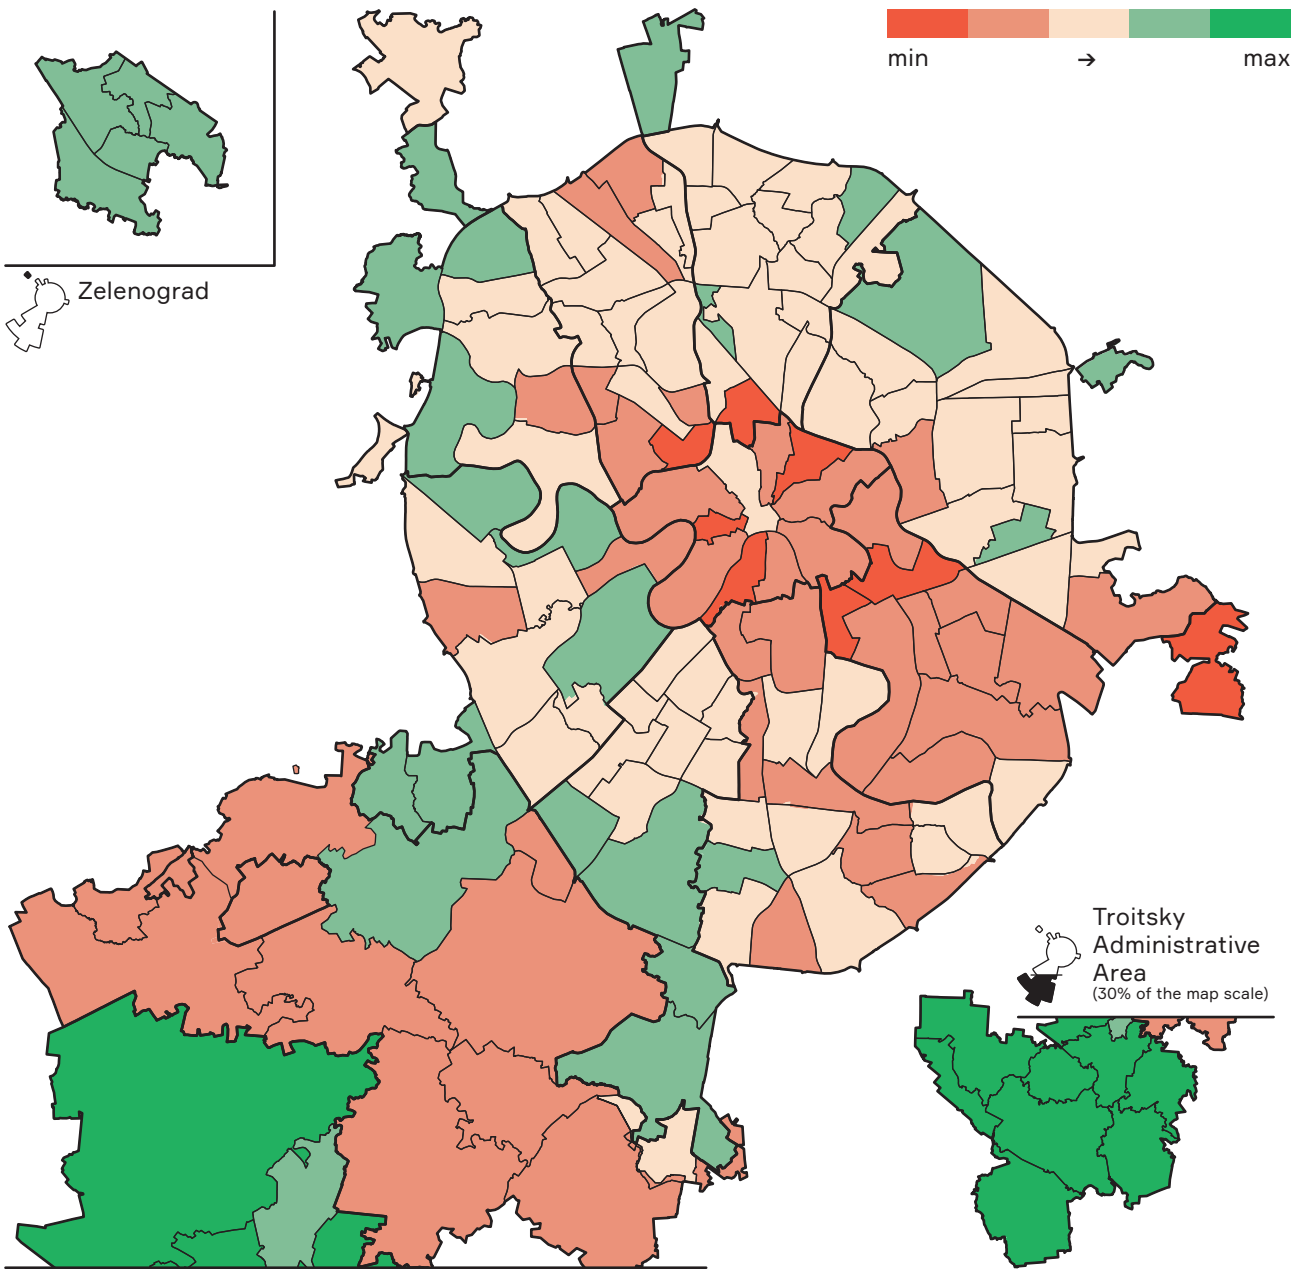 min → max
Zelenograd
Troitsky
Administrative
Area
(30% of the map scale)